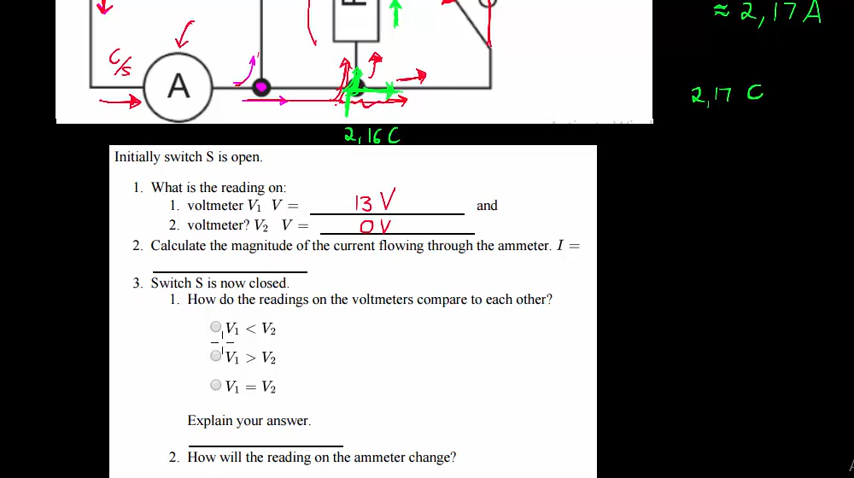 ≈ 2,17 A
C/s
A
2,17 C
2,16 C
Initially switch S is open.
1. What is the reading on:
1. voltmeter V₁ V = 13 V and
2. voltmeter? V₂ V = 0 V
2. Calculate the magnitude of the current flowing through the ammeter. I =
3. Switch S is now closed.
1. How do the readings on the voltmeters compare to each other?
V₁ < V₂
V₁ > V₂
V₁ = V₂
Explain your answer.
2. How will the reading on the ammeter change?